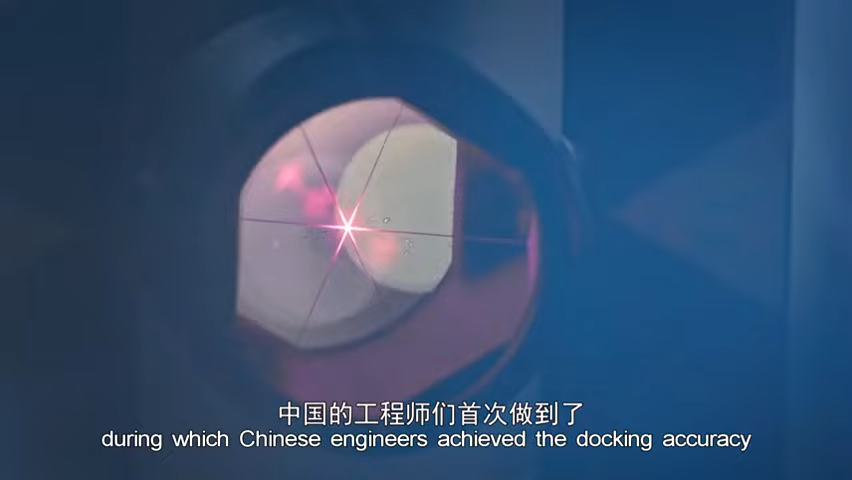 中国的工程师们首次做到了
during which Chinese engineers achieved the docking accuracy